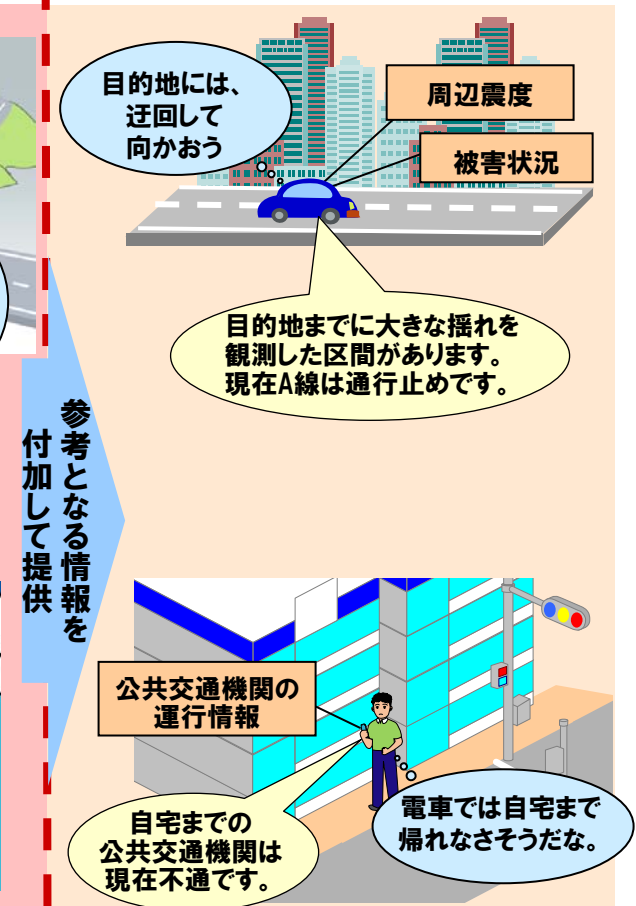 目的地には、
迂回して
向かおう
周辺震度
被害状況
目的地までに大きな揺れを
観測した区間があります。
現在A線は通行止めです。
参考となる情報を
付加して提供
公共交通機関の
運行情報
自宅までの
公共交通機関は
現在不通です。
電車では自宅まで
帰れなさそうだな。